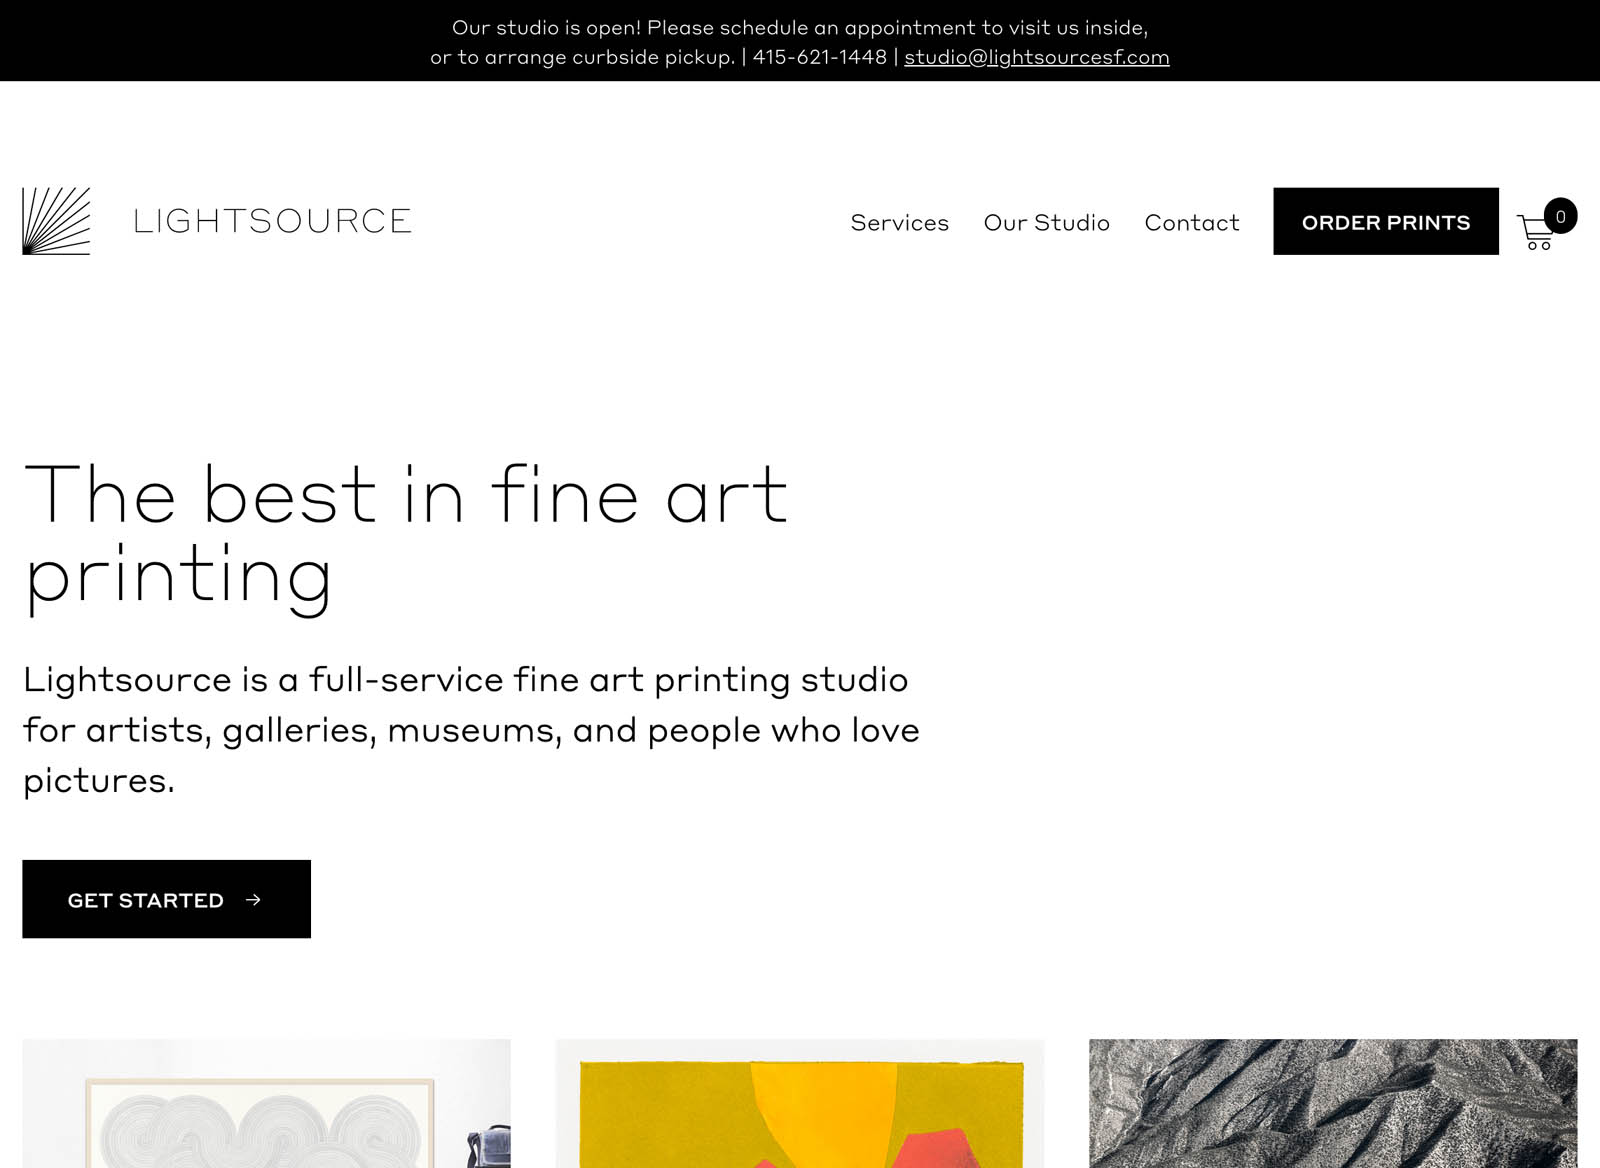 Our studio is open! Please schedule an appointment to visit us inside,
or to arrange curbside pickup. | 415-621-1448 | studio@lightsourcesf.com
LIGHTSOURCE
Services
Our Studio
Contact
ORDER PRINTS
0
The best in fine art
printing
Lightsource is a full-service fine art printing studio
for artists, galleries, museums, and people who love
pictures.
GET STARTED →